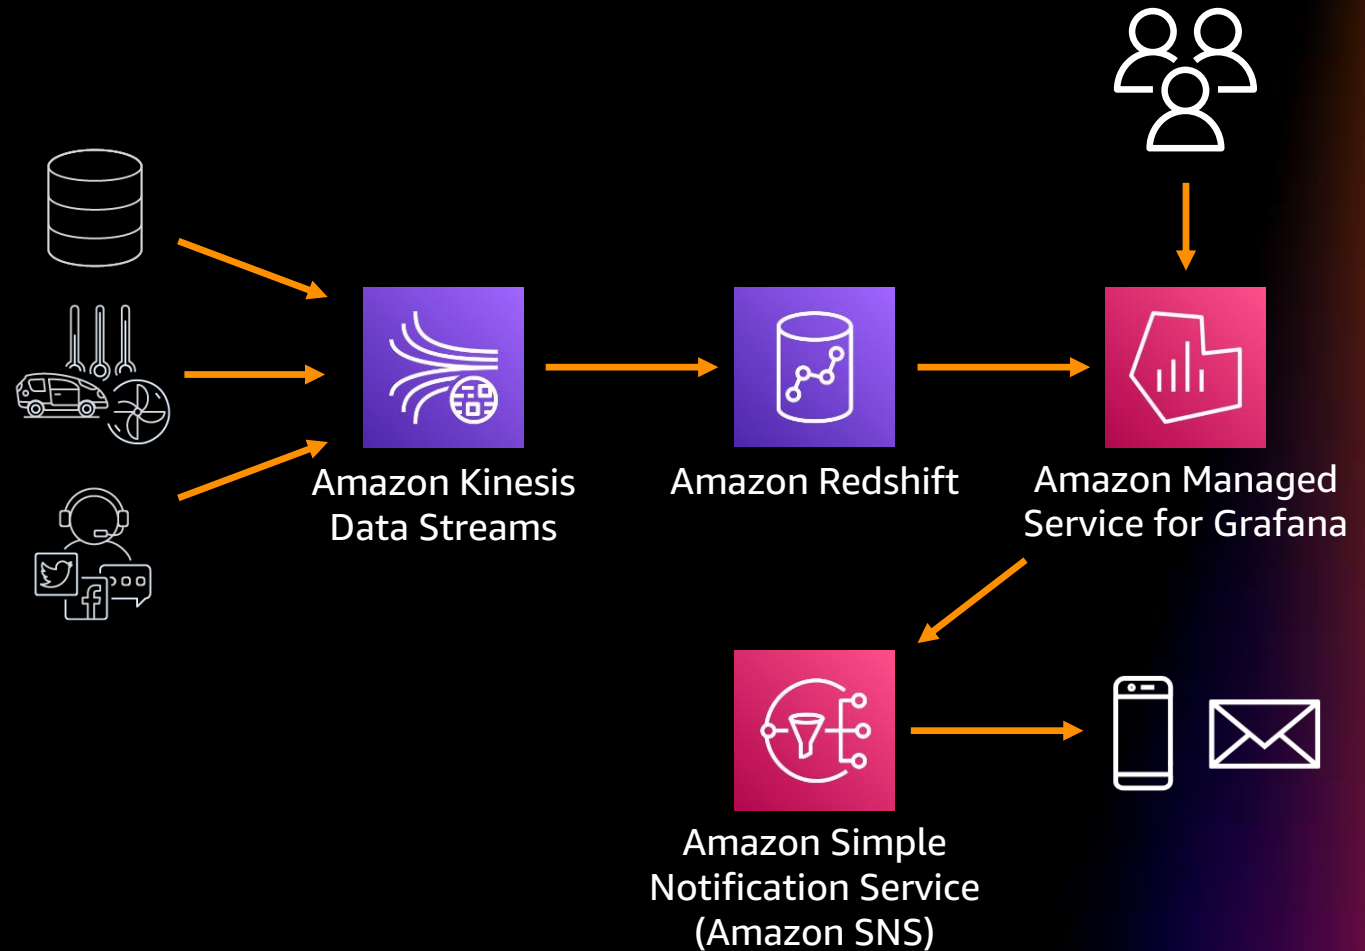 Amazon Kinesis
Data Streams
Amazon Redshift
Amazon Managed
Service for Grafana
Amazon Simple
Notification Service
(Amazon SNS)